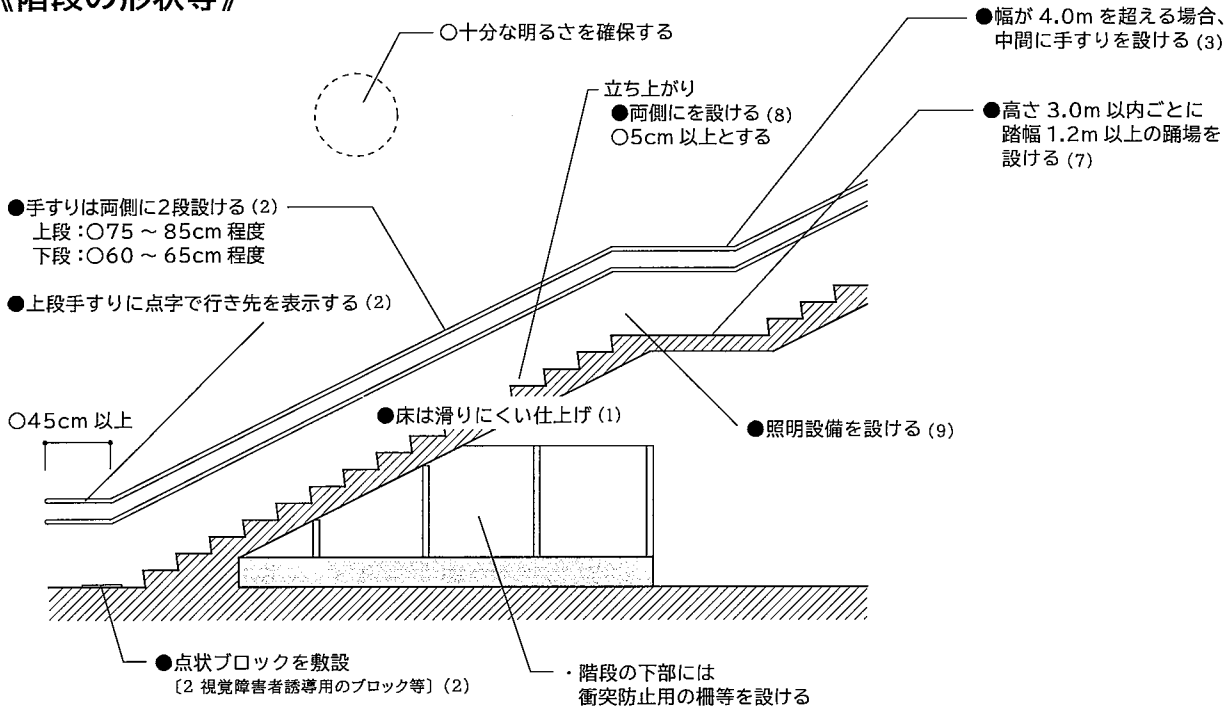 《階段の形状等》
○十分な明るさを確保する
●幅が 4.0m を超える場合、
中間に手すりを設ける (3)
立ち上がり
●両側にを設ける (8)
○5cm 以上とする
●高さ 3.0m 以内ごとに
踏幅 1.2m 以上の踊場を
設ける (7)
●手すりは両側に2段設ける (2)
上段：○75 ～ 85cm 程度
下段：○60 ～ 65cm 程度
●上段手すりに点字で行き先を表示する (2)
○45cm 以上
●床は滑りにくい仕上げ (1)
●照明設備を設ける (9)
●点状ブロックを敷設
〔2 視覚障害者誘導用のブロック等〕(2)
・階段の下部には
衝突防止用の柵等を設ける